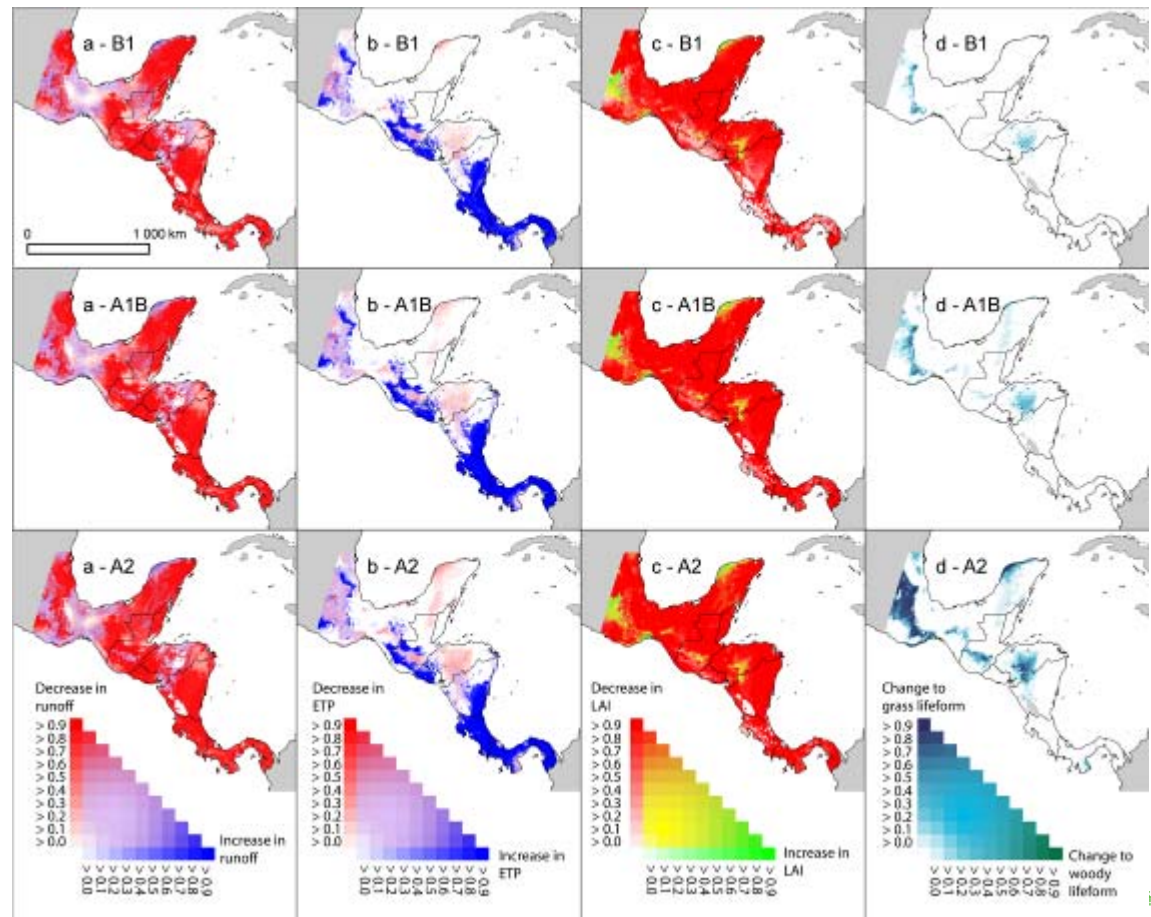 a - B1
b - B1
c - B1
d - B1
0
1 000 km
a - A1B
b - A1B
c - A1B
d - A1B
a - A2
b - A2
c - A2
d - A2
Decrease in
runoff
> 0.9
> 0.8
> 0.7
> 0.6
> 0.5
> 0.4
> 0.3
> 0.2
> 0.1
> 0.0
Increase in
runoff
> 0.0
> 0.1
> 0.2
> 0.3
> 0.4
> 0.5
> 0.6
> 0.7
> 0.8
> 0.9
Decrease in
ETP
> 0.9
> 0.8
> 0.7
> 0.6
> 0.5
> 0.4
> 0.3
> 0.2
> 0.1
> 0.0
Increase in
ETP
> 0.0
> 0.1
> 0.2
> 0.3
> 0.4
> 0.5
> 0.6
> 0.7
> 0.8
> 0.9
Decrease in
LAI
> 0.9
> 0.8
> 0.7
> 0.6
> 0.5
> 0.4
> 0.3
> 0.2
> 0.1
> 0.0
Increase in
LAI
> 0.0
> 0.1
> 0.2
> 0.3
> 0.4
> 0.5
> 0.6
> 0.7
> 0.8
> 0.9
Change to
grass lifeform
> 0.9
> 0.8
> 0.7
> 0.6
> 0.5
> 0.4
> 0.3
> 0.2
> 0.1
> 0.0
Change to
woody
lifeform
> 0.0
> 0.1
> 0.2
> 0.3
> 0.4
> 0.5
> 0.6
> 0.7
> 0.8
> 0.9